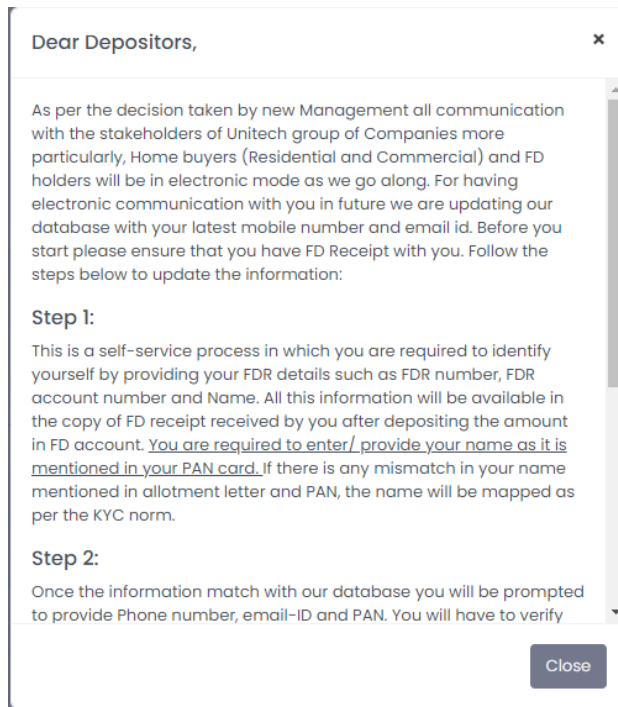 Dear Depositors,
×
As per the decision taken by new Management all communication
with the stakeholders of Unitech group of Companies more
particularly, Home buyers (Residential and Commercial) and FD
holders will be in electronic mode as we go along. For having
electronic communication with you in future we are updating our
database with your latest mobile number and email id. Before you
start please ensure that you have FD Receipt with you. Follow the
steps below to update the information:
Step 1:
This is a self-service process in which you are required to identify
yourself by providing your FDR details such as FDR number, FDR
account number and Name. All this information will be available in
the copy of FD receipt received by you after depositing the amount
in FD account. You are required to enter/ provide your name as it is
mentioned in your PAN card. If there is any mismatch in your name
mentioned in allotment letter and PAN, the name will be mapped as
per the KYC norm.
Step 2:
Once the information match with our database you will be prompted
to provide Phone number, email-ID and PAN. You will have to verify
Close